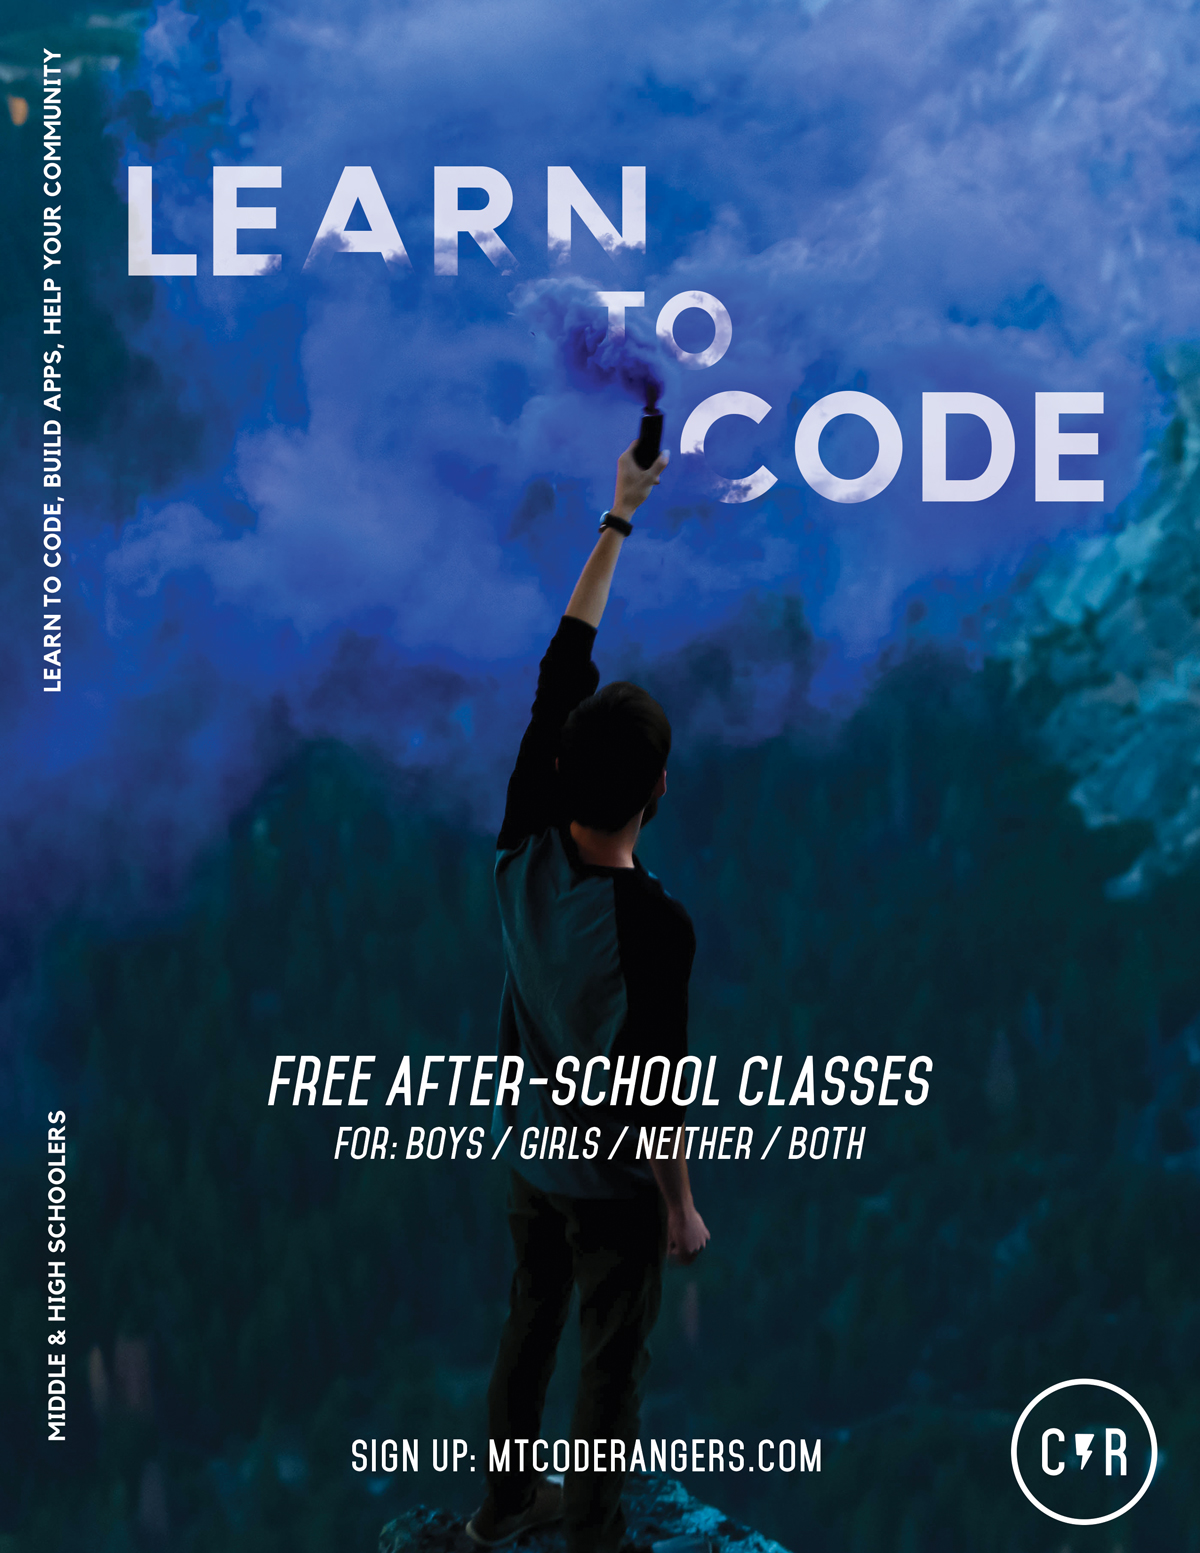 LEARN TO CODE, BUILD APPS, HELP YOUR COMMUNITY
LEARN
TO
CODE
FREE AFTER-SCHOOL CLASSES
FOR: BOYS / GIRLS / NEITHER / BOTH
MIDDLE & HIGH SCHOOLERS
SIGN UP: MTCODERANGERS.COM
C R